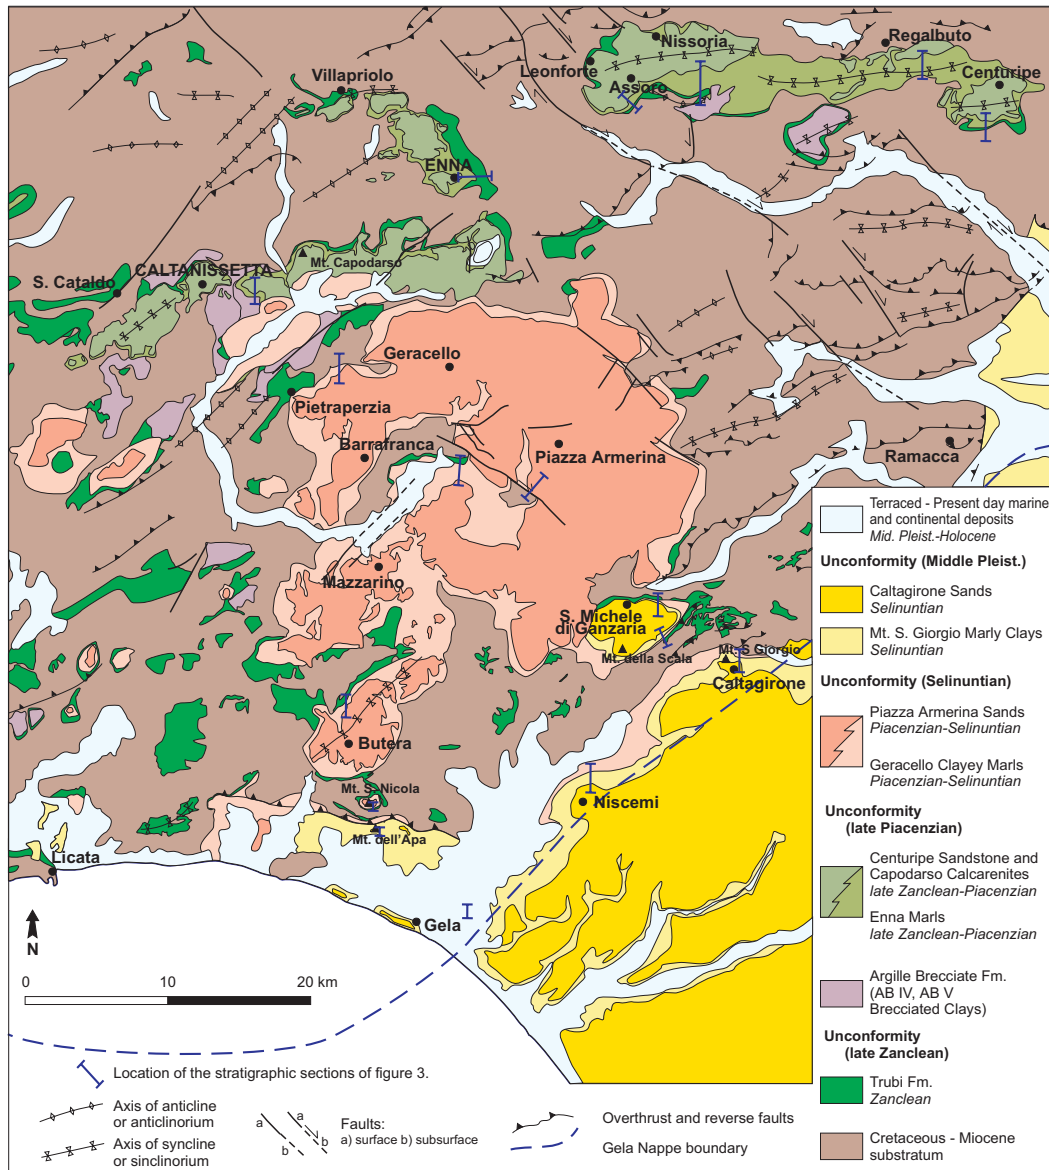 Nissoria
Regalbuto
Leonforte
Villapriolo
Centuripe
Assoro
ENNA
Mt. Capodarso
CALTANISSETTA
S. Cataldo
Geracello
Pietraperzia
Barrafranca
Piazza Armerina
Ramacca
Mazzarino
S. Michele
di Ganzaria
Mt. della Scala
Mt. S Giorgio
Caltagirone
Butera
Mt. S. Nicola
Niscemi
Mt. dell'Apa
Licata
Gela
N
0 10 20 km
Terraced - Present day marine
and continental deposits
Mid. Pleist.-Holocene
Unconformity (Middle Pleist.)
Caltagirone Sands
Selinuntian
Mt. S. Giorgio Marly Clays
Selinuntian
Unconformity (Selinuntian)
Piazza Armerina Sands
Piacenzian-Selinuntian
Geracello Clayey Marls
Piacenzian-Selinuntian
Unconformity
(late Piacenzian)
Centuripe Sandstone and
Capodarso Calcarenites
late Zanclean-Piacenzian
Enna Marls
late Zanclean-Piacenzian
Argille Brecciate Fm.
(AB IV, AB V
Brecciated Clays)
Unconformity
(late Zanclean)
Trubi Fm.
Zanclean
Cretaceous - Miocene
substratum
Location of the stratigraphic sections of figure 3.
Axis of anticline
or anticlinorium
Axis of syncline
or sinclinorium
a
b
a
b
Faults:
a) surface b) subsurface
Overthrust and reverse faults
Gela Nappe boundary